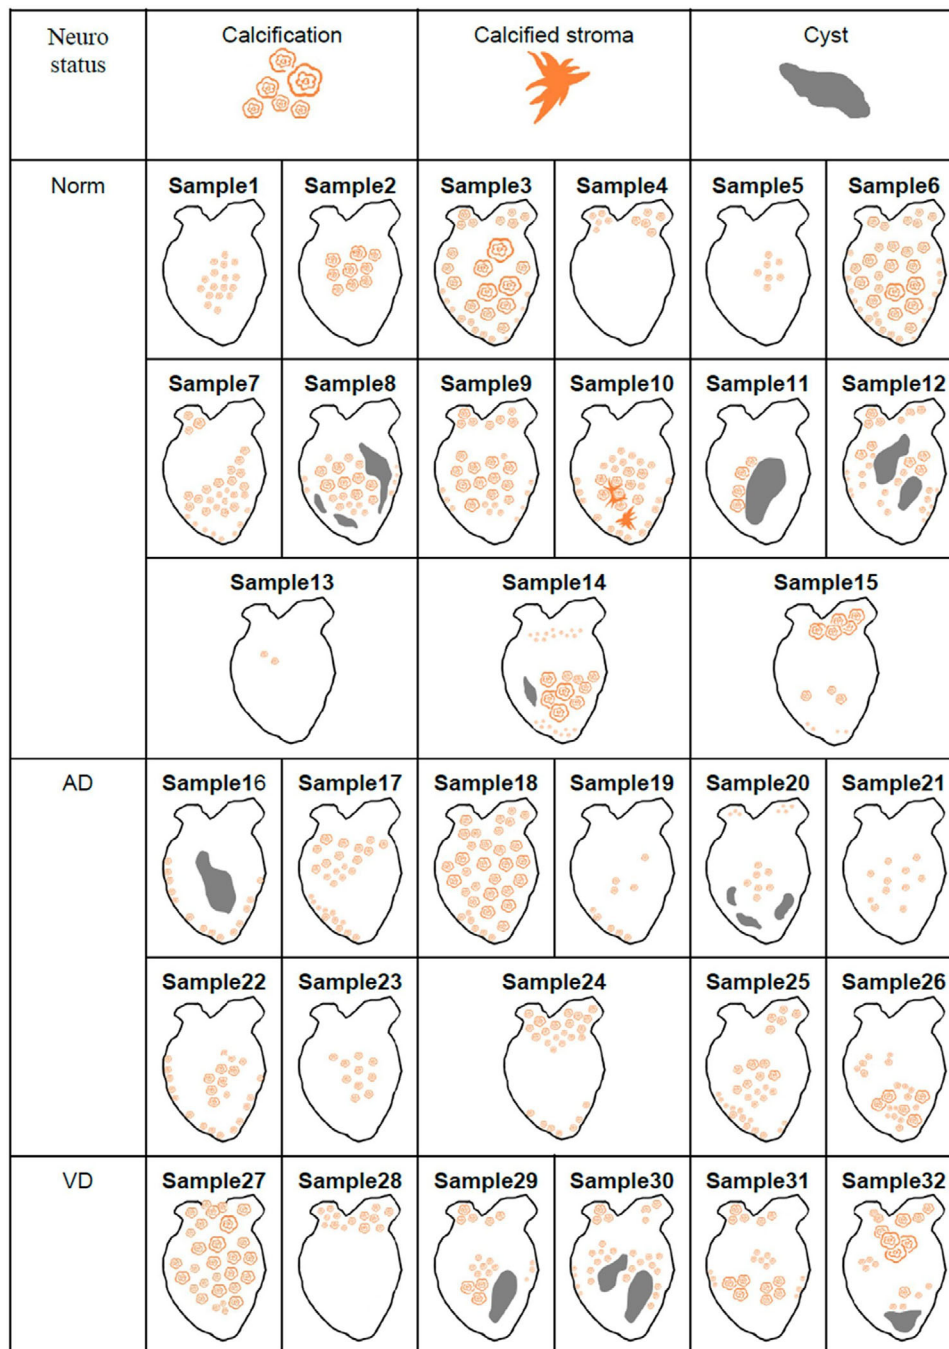 Neuro
status
Calcification
Calcified stroma
Cyst
Norm
Sample1
Sample2
Sample3
Sample4
Sample5
Sample6
Sample7
Sample8
Sample9
Sample10
Sample11
Sample12
Sample13
Sample14
Sample15
AD
Sample16
Sample17
Sample18
Sample19
Sample20
Sample21
Sample22
Sample23
Sample24
Sample25
Sample26
VD
Sample27
Sample28
Sample29
Sample30
Sample31
Sample32